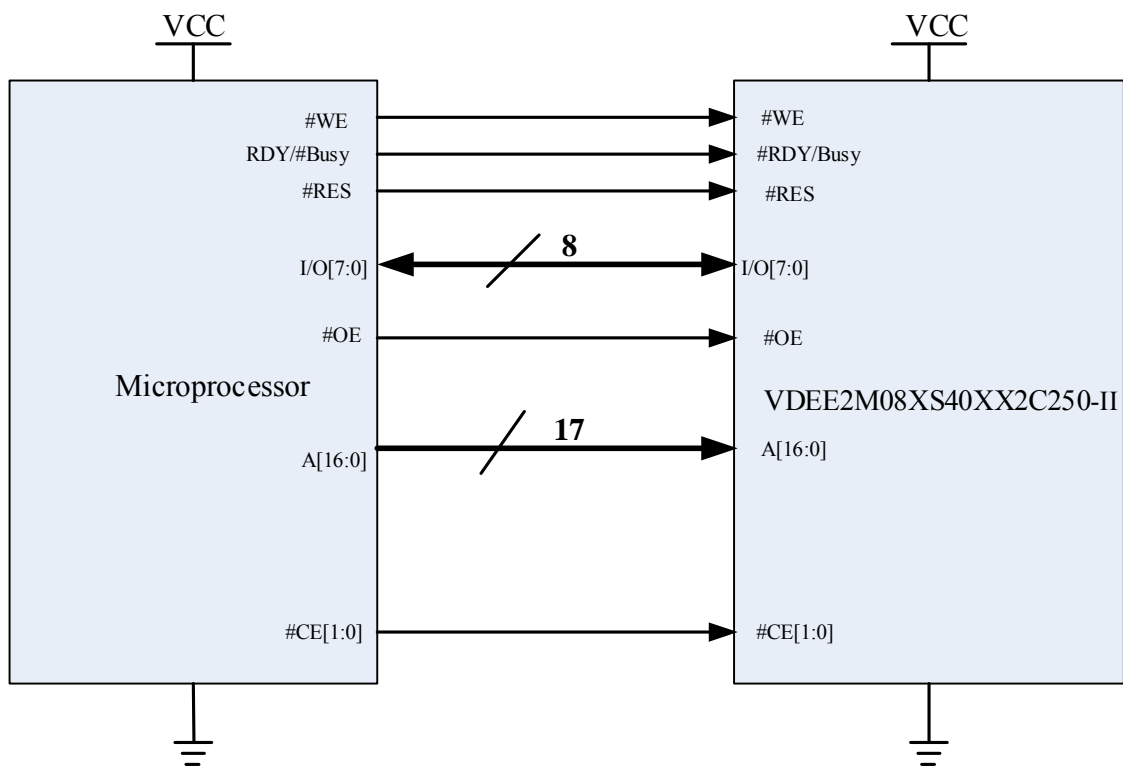 VCC
VCC
#WE
#WE
RDY/#Busy
#RDY/Busy
#RES
#RES
8
I/O[7:0]
I/O[7:0]
#OE
#OE
Microprocessor
VDEE2M08XS40XX2C250-II
17
A[16:0]
A[16:0]
#CE[1:0]
#CE[1:0]